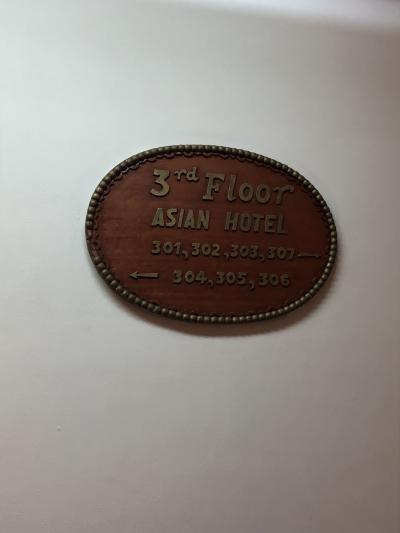 3rd Floor
ASIAN HOTEL
301, 302, 303, 307 →
← 304, 305, 306